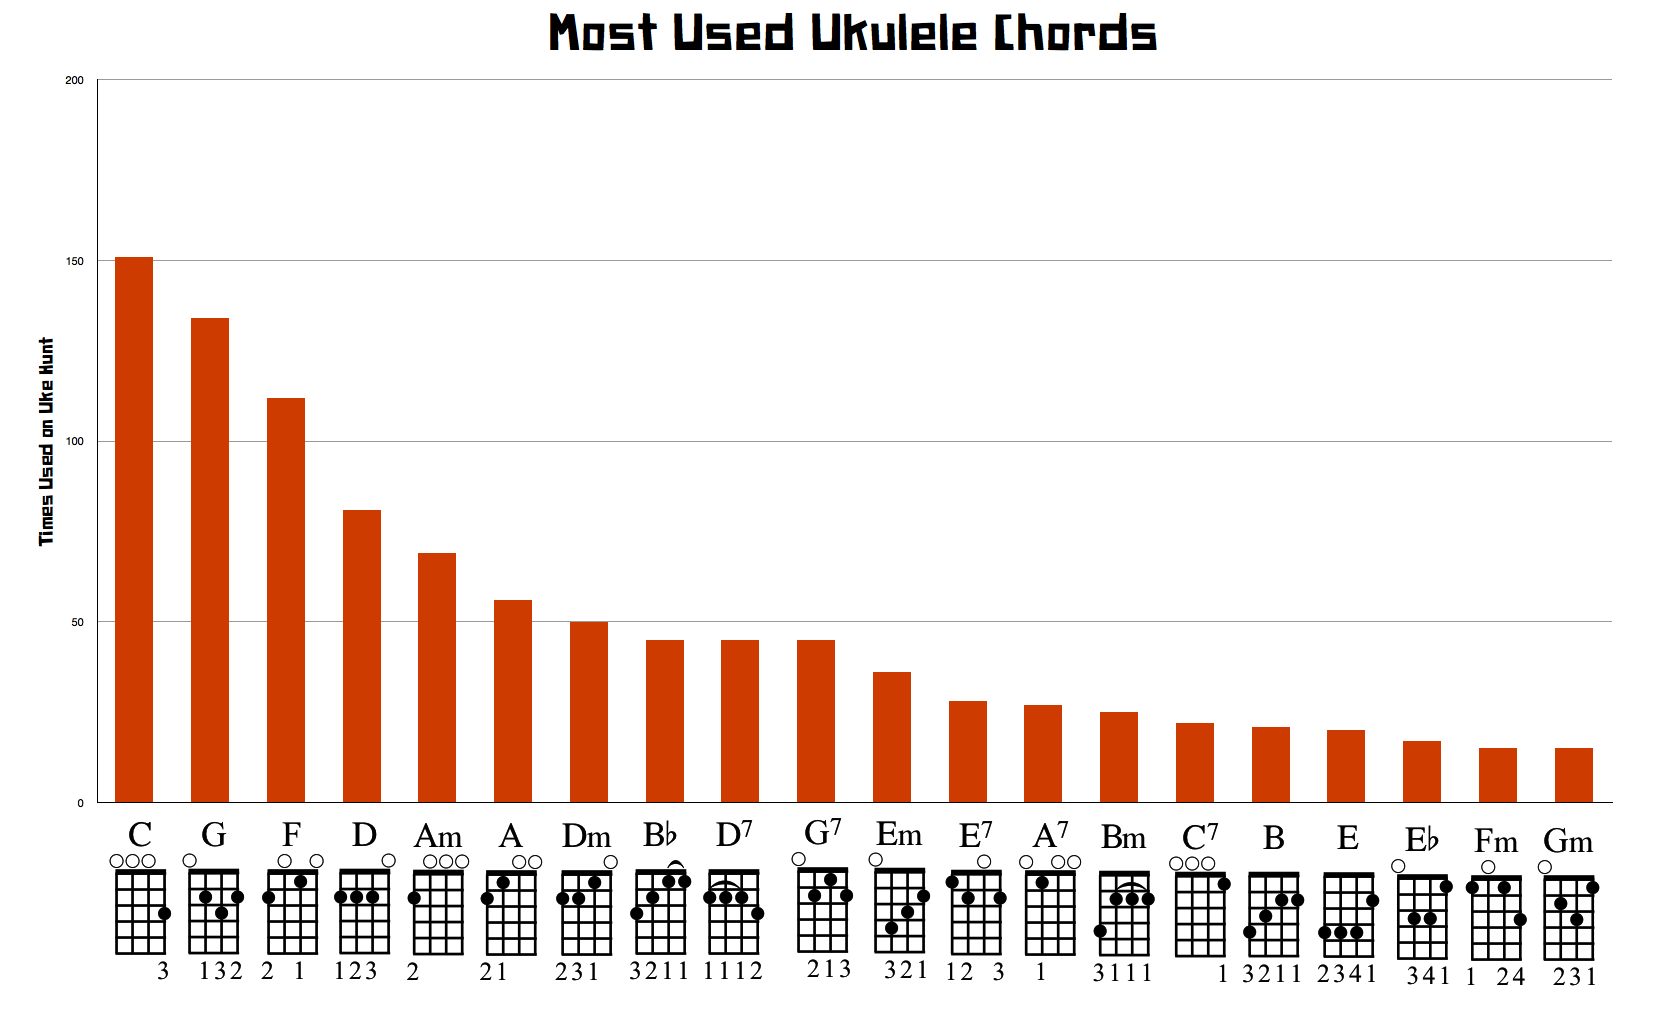 Most Used Ukulele Chords
200
150
100
50
0
Times Used on Uke Hunt
C G F D Am A Dm B♭ D7 G7 Em E7 A7 Bm C7 B E E♭ Fm Gm
3 132 2 1 123 2 21 231 3211 1112 213 321 12 3 1 3111 1 3211 2341 341 1 24 231